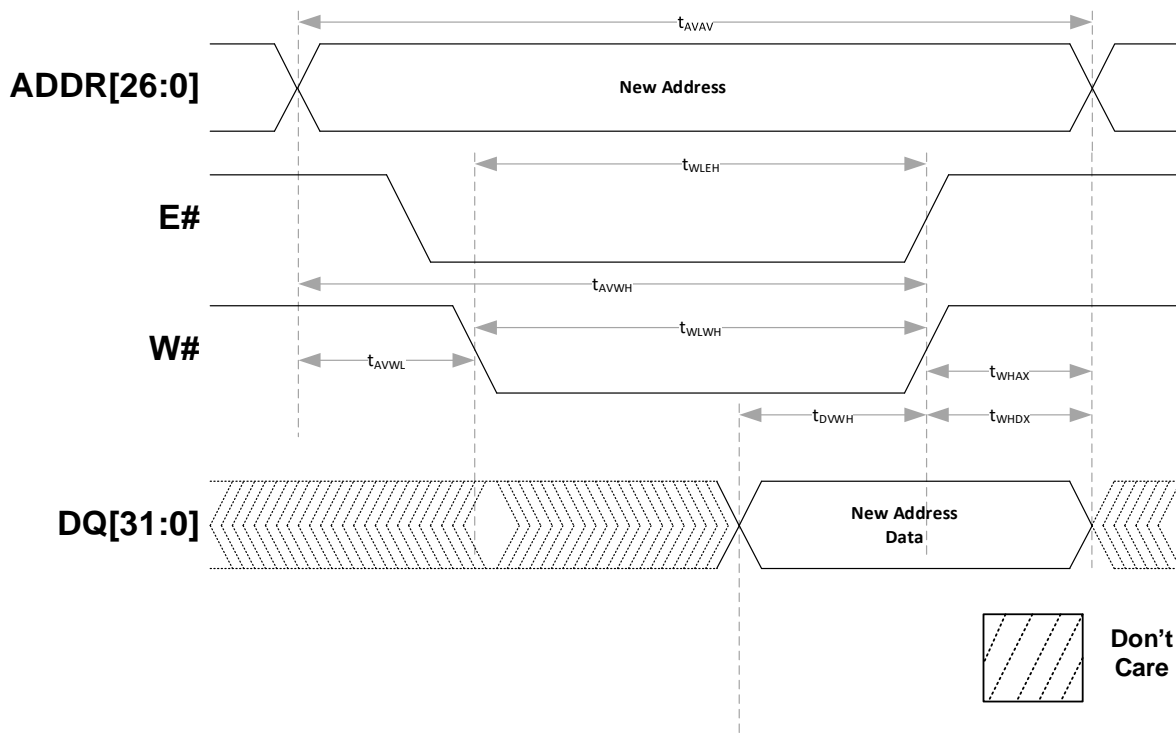 tAVAV
ADDR[26:0]
New Address
tWLEH
E#
tAVWH
W#
tWLWH
tAVWL
tWHAX
tDVWH
tWHDX
DQ[31:0]
New Address
Data
Don't
Care